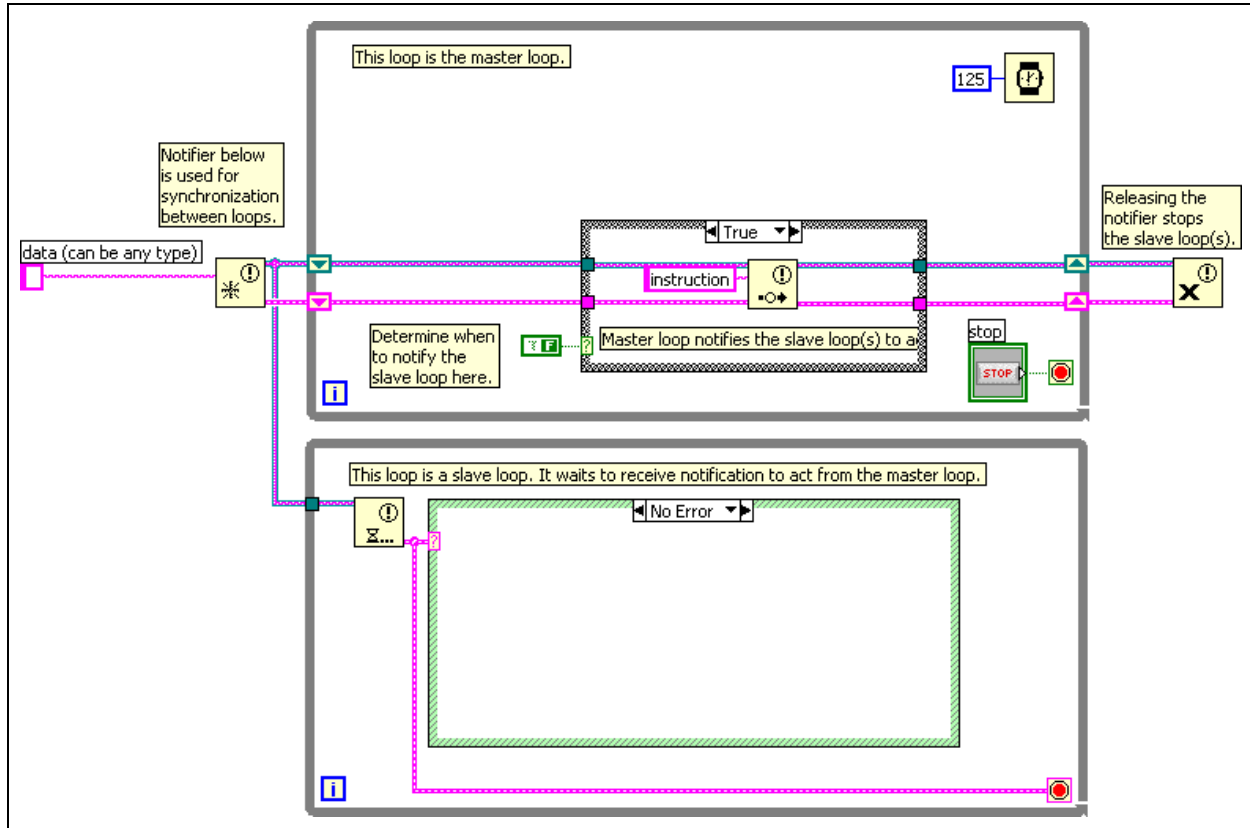 This loop is the master loop.
125
Notifier below
is used for
synchronization
between loops.
Releasing the
notifier stops
the slave loop(s).
data (can be any type)
True
instruction
Determine when
to notify the
slave loop here.
? F
?
Master loop notifies the slave loop(s) to a
stop
STOP
i
This loop is a slave loop. It waits to receive notification to act from the master loop.
No Error
?
i